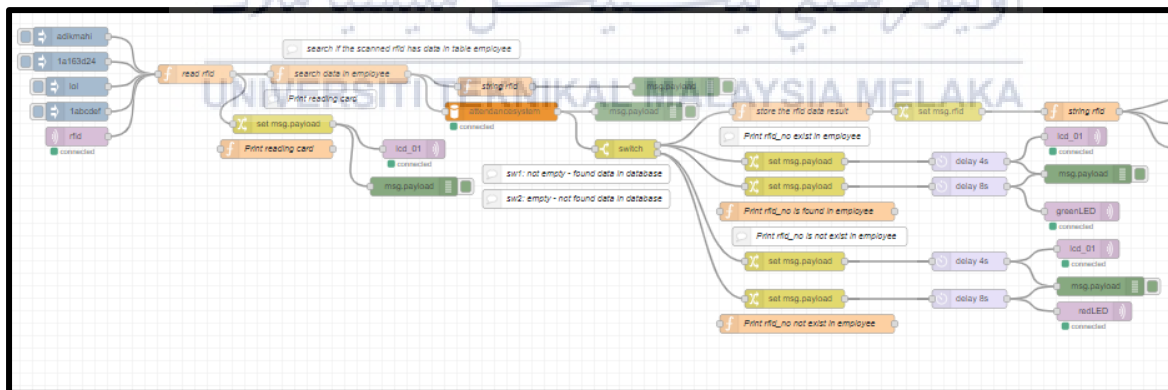 adikmahi
1a163d24
lol
1abcdef
rfid
connected
read rfid
search if the scanned rfid has data in table employee
search data in employee
Print reading card
set msg.payload
Print reading card
lcd_01
connected
msg.payload
string rfid
msg.payload
attendancesystem
connected
msg.payload
switch
sw1: not empty - found data in database
sw2: empty - not found data in database
store the rfid data result
set msg.rfid
string rfid
Print rfid_no exist in employee
set msg.payload
delay 4s
lcd_01
connected
msg.payload
set msg.payload
delay 8s
greenLED
connected
Print rfid_no is found in employee
Print rfid_no is not exist in employee
set msg.payload
delay 4s
lcd_01
connected
msg.payload
set msg.payload
delay 8s
redLED
connected
Print rfid_no not exist in employee
UNIVERSITI TEKNIKAL MALAYSIA MELAKA